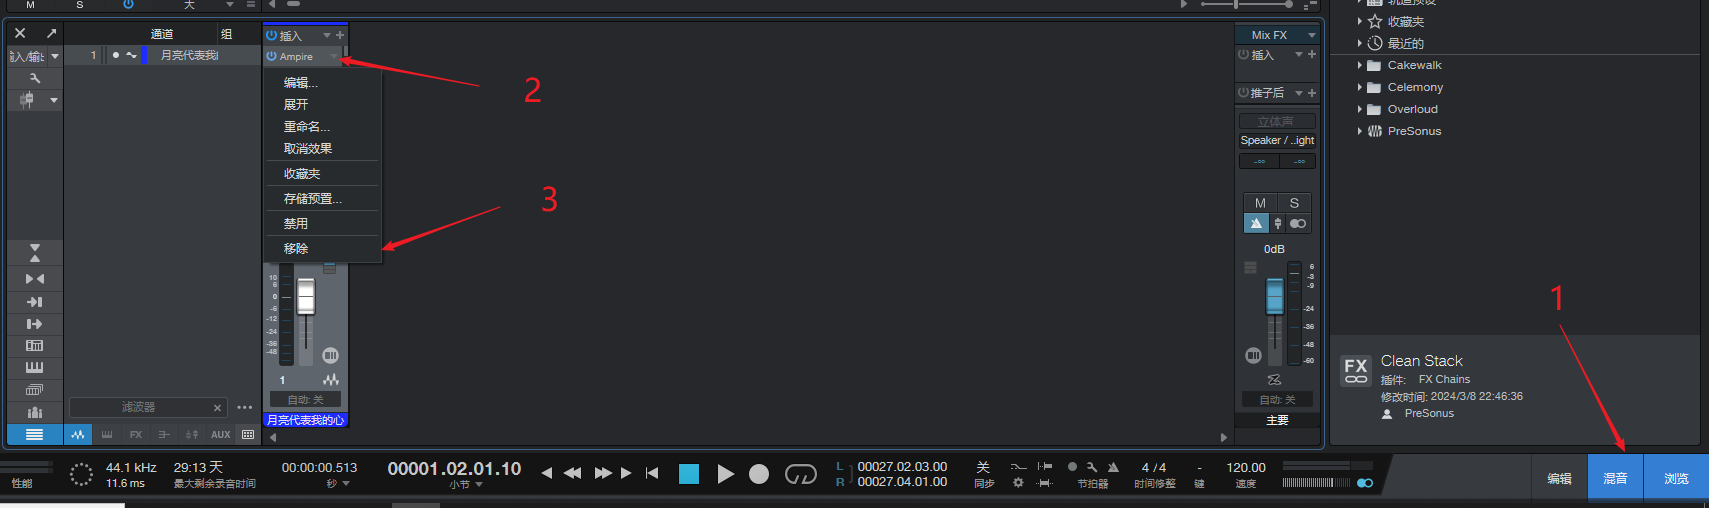 M S 大
通道 组
输入/输出
1 月亮代表我
插入
Ampire
编辑...
展开
重命名...
取消效果
收藏夹
存储预置...
禁用
移除
2
3
1
10
6
0
-6
-12
-24
-36
-48
1
自动: 关
月亮代表我的心
滤波器
FX
AUX
Mix FX
插入
推子后
立体声
Speaker / ..ight
-∞ -∞
M S
0dB
6
-3
-9
-24
-36
-48
-60
自动: 关
主要
轨道预设
收藏夹
最近的
Cakewalk
Celemony
Overloud
PreSonus
FX
Clean Stack
插件: FX Chains
修改时间: 2024/3/8 22:46:36
PreSonus
性能
44.1 kHz
11.6 ms
29:13 天
最大剩余录音时间
00:00:00.513
秒
00001.02.01.10
小节
L 00027.02.03.00
R 00027.04.01.00
关
同步
节拍器
4 / 4
时间修整
-
键
120.00
速度
编辑
混音
浏览